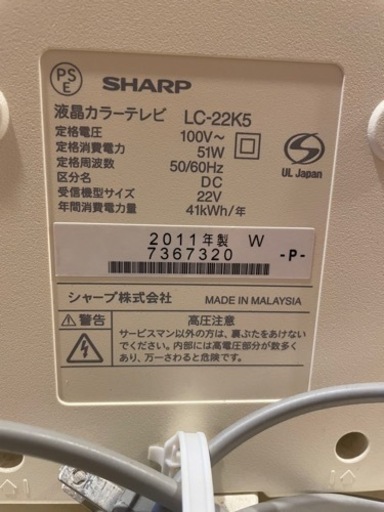 PS
E
SHARP
液晶カラーテレビ LC-22K5
定格電圧 100V~
定格消費電力 51W
定格周波数 50/60Hz
区分名 DC
受信機型サイズ 22V
年間消費電力量 41kWh/年
S
UL Japan
2011年製 W
7367320 -P-
シャープ株式会社 MADE IN MALAYSIA
警告 高圧注意
サービスマン以外の方は、裏ぶたをあけない
でください。内部には高電圧部分が数多く
あり、万一さわると危険です。